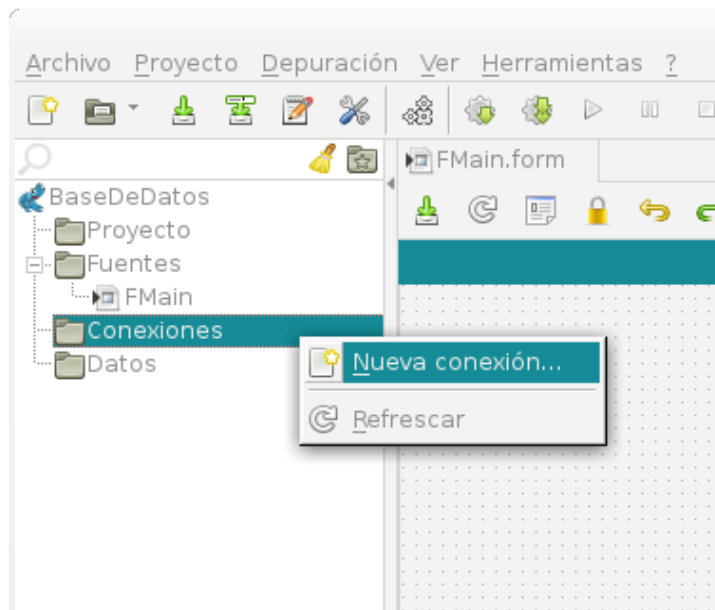 Archivo Proyecto Depuración Ver Herramientas ?
FMain.form
BaseDeDatos
Proyecto
Fuentes
FMain
Conexiones
Datos
Nueva conexión...
Refrescar